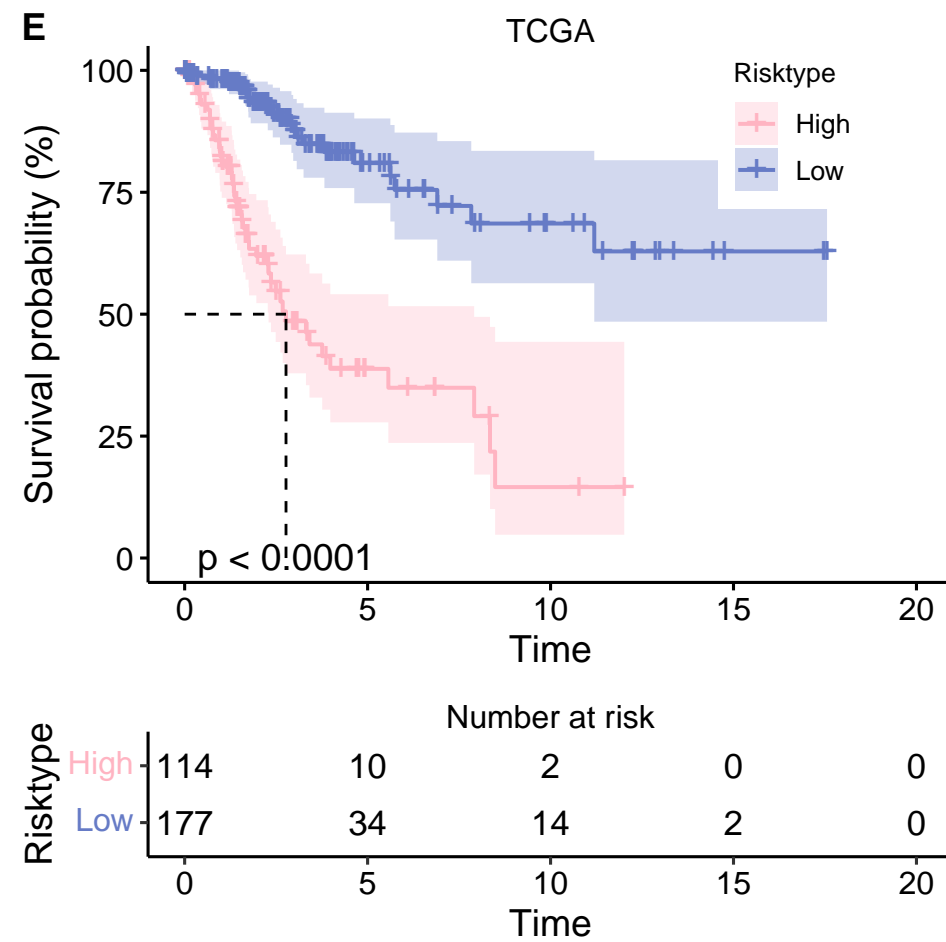 E
TCGA
Survival probability (%)
100
75
50
25
0
Risktype
High
Low
p < 0.0001
0 5 10 15 20
Time
Number at risk
Risktype
High 114 10 2 0 0
Low 177 34 14 2 0
0 5 10 15 20
Time